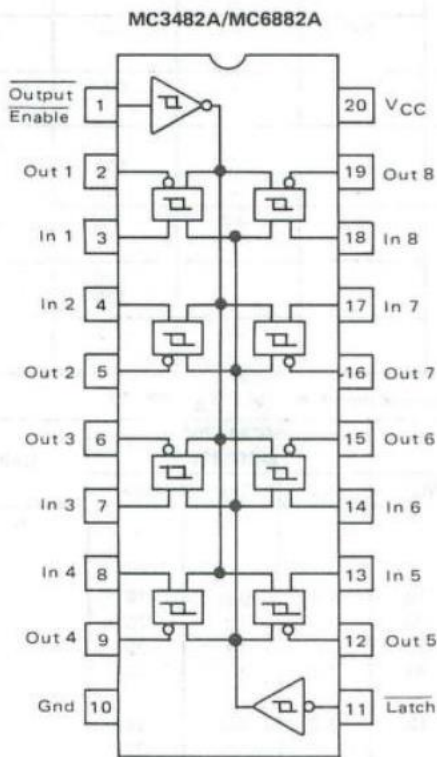 MC3482A/MC6882A
Output
Enable
1
20
VCC
Out 1
2
19
Out 8
In 1
3
18
In 8
In 2
4
17
In 7
Out 2
5
16
Out 7
Out 3
6
15
Out 6
In 3
7
14
In 6
In 4
8
13
In 5
Out 4
9
12
Out 5
Gnd
10
11
Latch